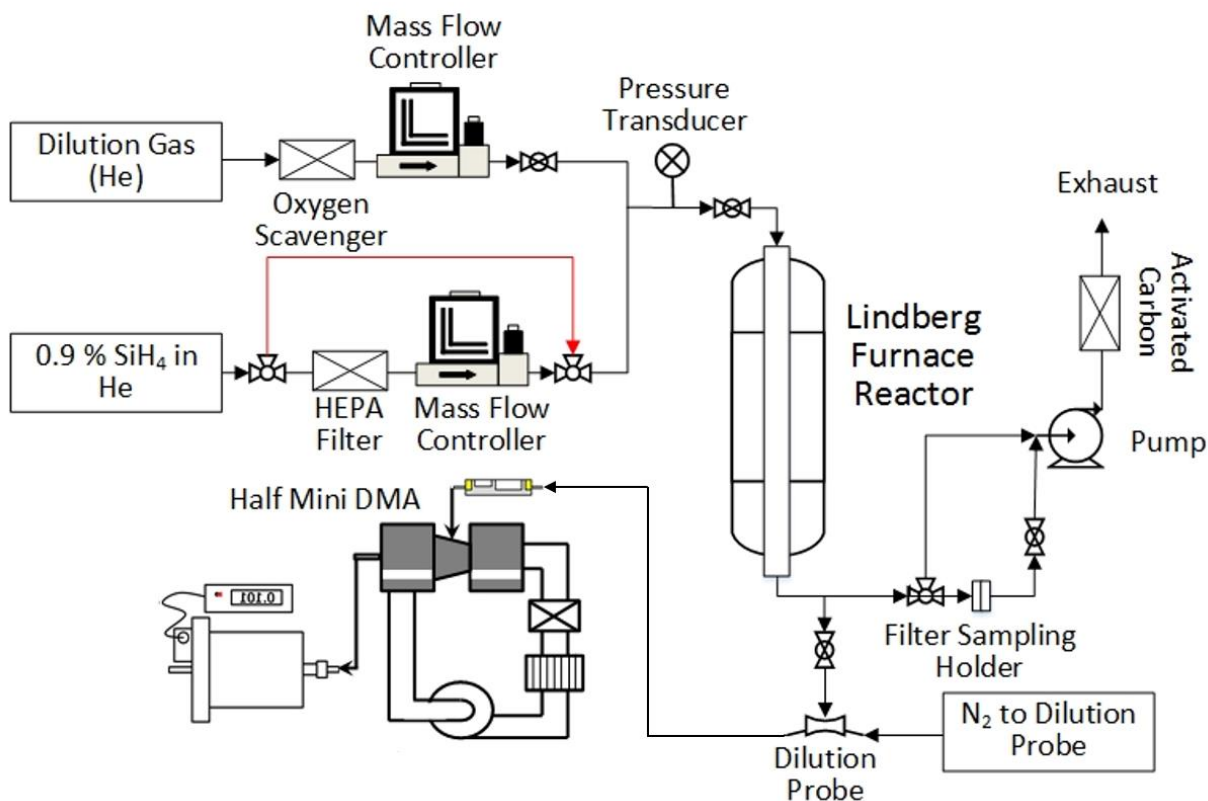 Mass Flow
Controller
Pressure
Transducer
Dilution Gas
(He)
Oxygen
Scavenger
Exhaust
Activated
Carbon
0.9 % SiH₄ in
He
HEPA
Filter
Mass Flow
Controller
Lindberg
Furnace
Reactor
Pump
Half Mini DMA
0.101
Filter Sampling
Holder
N₂ to Dilution
Probe
Dilution
Probe